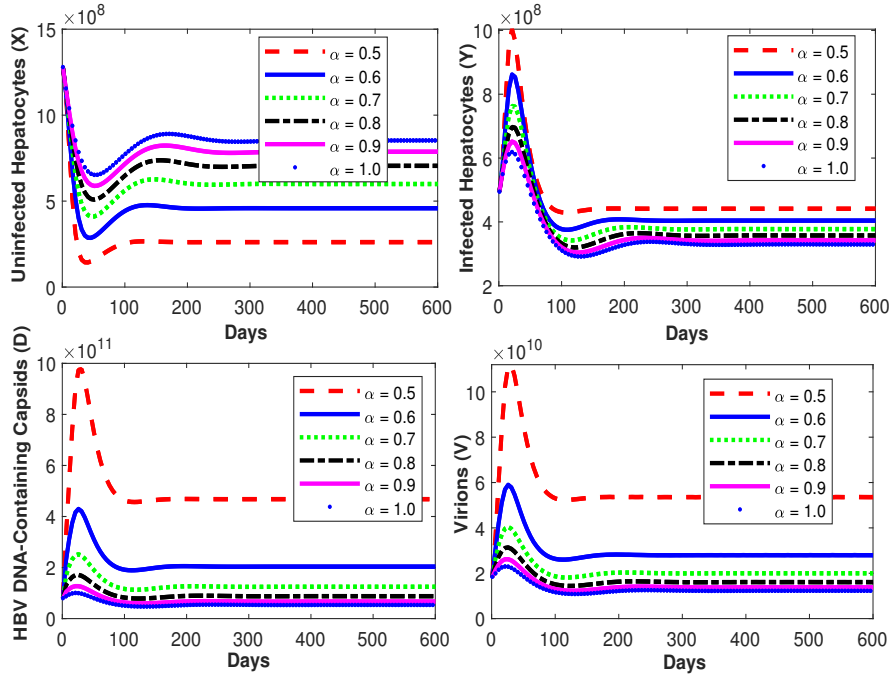 ×10^8
15
10
5
0
Uninfected Hepatocytes (X)
0 100 200 300 400 500 600
Days
α = 0.5
α = 0.6
α = 0.7
α = 0.8
α = 0.9
α = 1.0
×10^8
10
8
6
4
2
Infected Hepatocytes (Y)
0 200 400 600
Days
α = 0.5
α = 0.6
α = 0.7
α = 0.8
α = 0.9
α = 1.0
×10^11
10
8
6
4
2
0
HBV DNA-Containing Capsids (D)
0 100 200 300 400 500 600
Days
α = 0.5
α = 0.6
α = 0.7
α = 0.8
α = 0.9
α = 1.0
×10^10
10
8
6
4
2
0
Virions (V)
0 100 200 300 400 500 600
Days
α = 0.5
α = 0.6
α = 0.7
α = 0.8
α = 0.9
α = 1.0